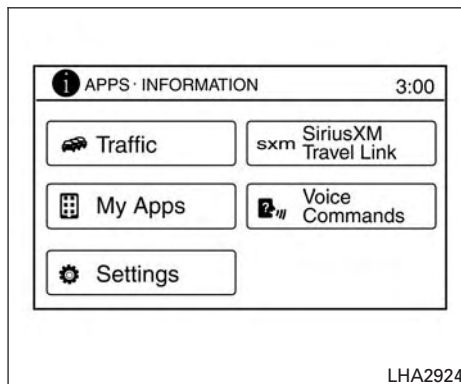 i APPS · INFORMATION 3:00
Traffic
sxm SiriusXM
Travel Link
My Apps
? Voice
Commands
Settings
LHA2924